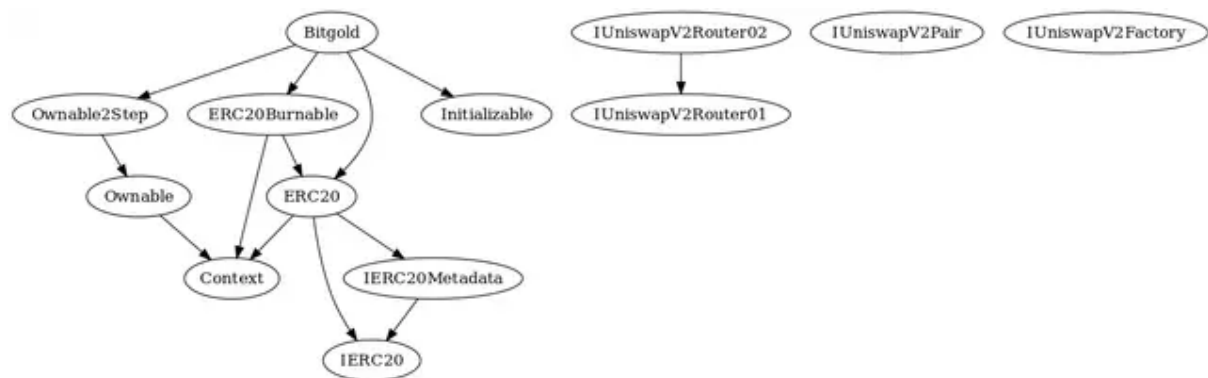 Bitgold
IUniswapV2Router02
IUniswapV2Pair
IUniswapV2Factory
Ownable2Step
ERC20Burnable
Initializable
IUniswapV2Router01
Ownable
ERC20
Context
IERC20Metadata
IERC20